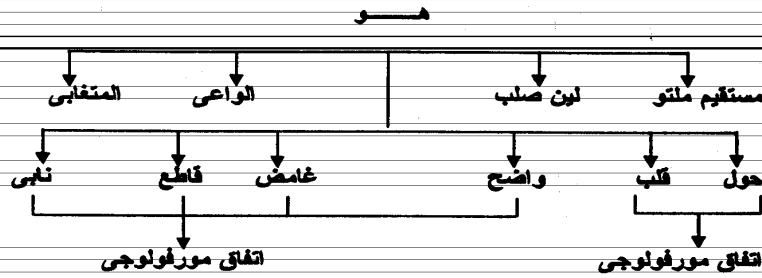 هـــو
مستقيم ملتو لين صلب الواعى المتغابى
حول قلب واضح غامض قاطع نابى
اتفاق مورفولوجى اتفاق مورفولوجى